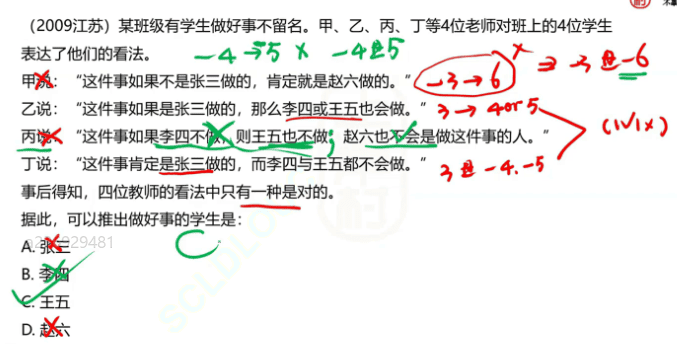 （2009江苏）某班级有学生做好事不留名。甲、乙、丙、丁等4位老师对班上的4位学生
表达了他们的看法。 -4→5 × -4且5
甲说：“这件事如果不是张三做的，肯定就是赵六做的。” -3→6 × ⇒ -3且-6
乙说：“这件事如果是张三做的，那么李四或王五也会做。” 3→4or5
丙说：“这件事如果李四不做，则王五也不做；赵六也不会是做这件事的人。” (1√1×)
丁说：“这件事肯定是张三做的，而李四与王五都不会做。” 3且-4.-5
事后得知，四位教师的看法中只有一种是对的。
据此，可以推出做好事的学生是：
A. 张三
B. 李四
C. 王五
D. 赵六
C
829481